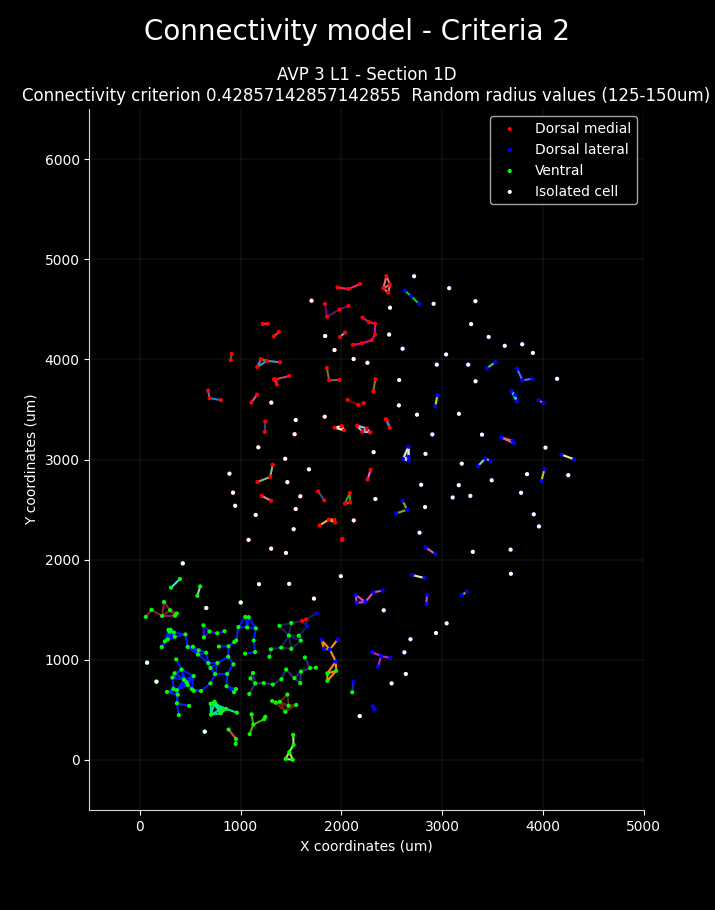 Connectivity model - Criteria 2
AVP 3 L1 - Section 1D
Connectivity criterion 0.42857142857142855  Random radius values (125-150um)
Dorsal medial
Dorsal lateral
Ventral
Isolated cell
6000
5000
4000
3000
2000
1000
0
Y coordinates (um)
0
1000
2000
3000
4000
5000
X coordinates (um)